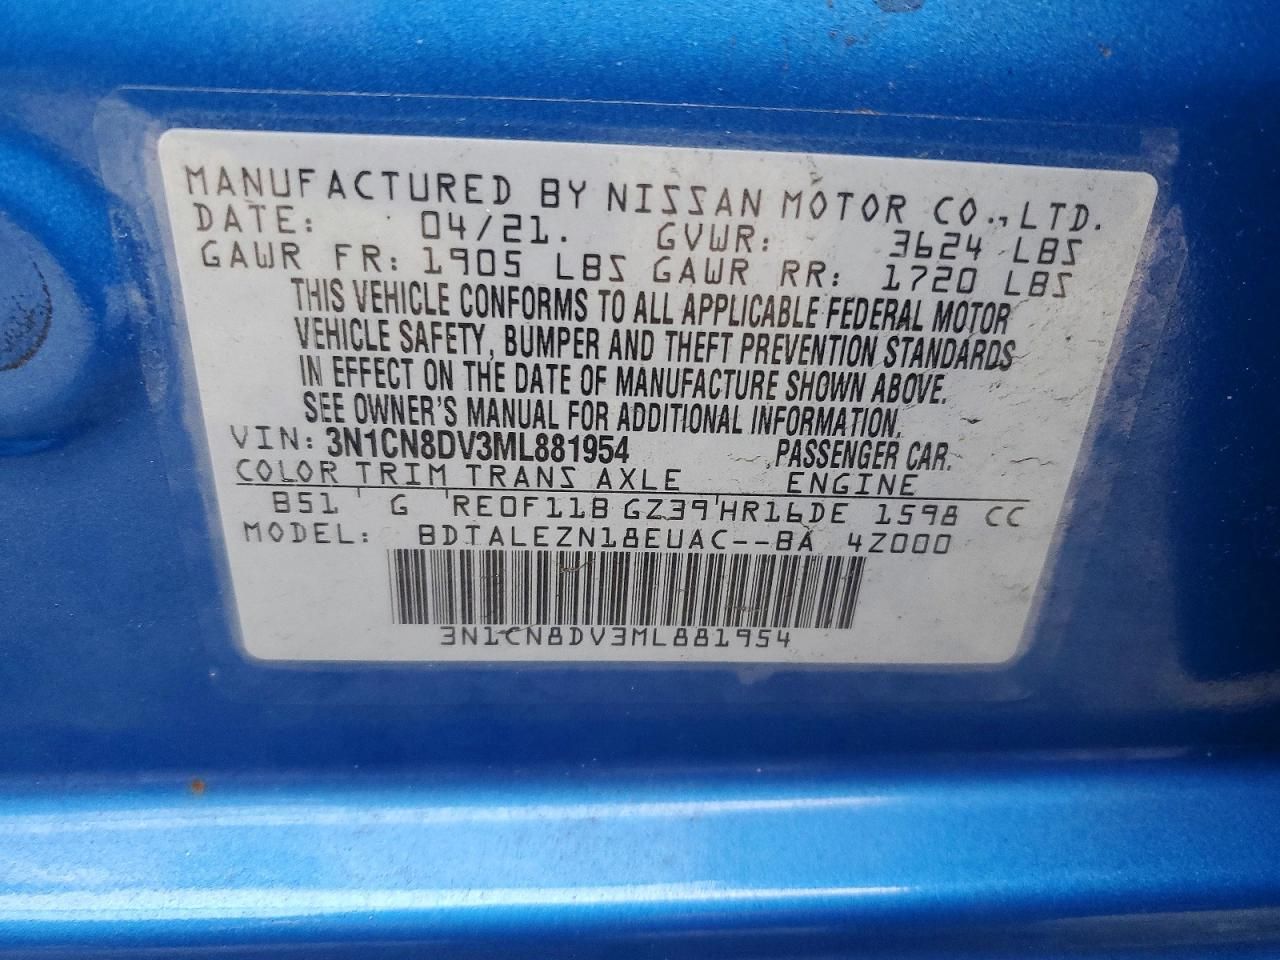 MANUFACTURED BY NISSAN MOTOR CO., LTD.
DATE: 04/21. GVWR: 3624 LBS
GAWR FR: 1905 LBS GAWR RR: 1720 LBS
THIS VEHICLE CONFORMS TO ALL APPLICABLE FEDERAL MOTOR
VEHICLE SAFETY, BUMPER AND THEFT PREVENTION STANDARDS
IN EFFECT ON THE DATE OF MANUFACTURE SHOWN ABOVE.
SEE OWNER'S MANUAL FOR ADDITIONAL INFORMATION.
VIN: 3N1CN8DV3ML881954 PASSENGER CAR.
COLOR TRIM TRANS AXLE ENGINE
B51 G RE0F11B GZ39 HR16DE 1598 CC
MODEL: BDTALEZN18EUAC--BA 4Z000
3N1CN8DV3ML881954